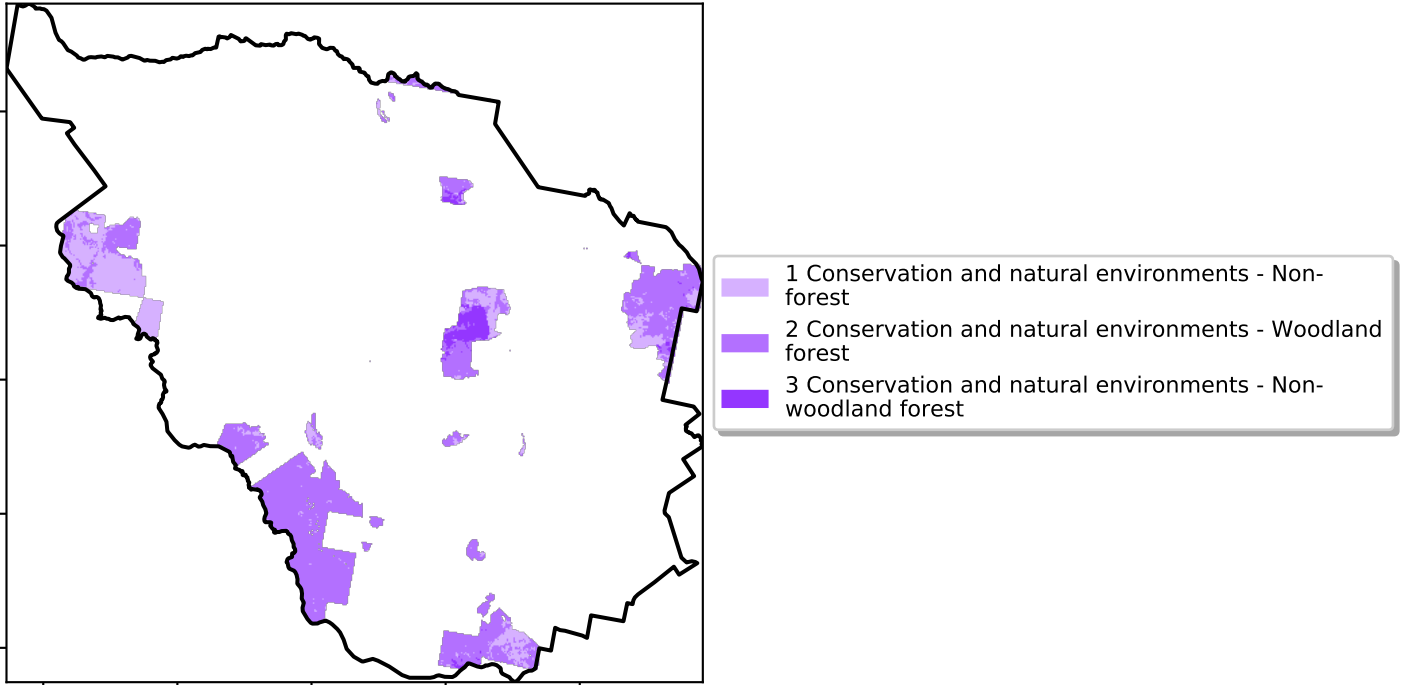 1 Conservation and natural environments - Non-
forest
2 Conservation and natural environments - Woodland
forest
3 Conservation and natural environments - Non-
woodland forest